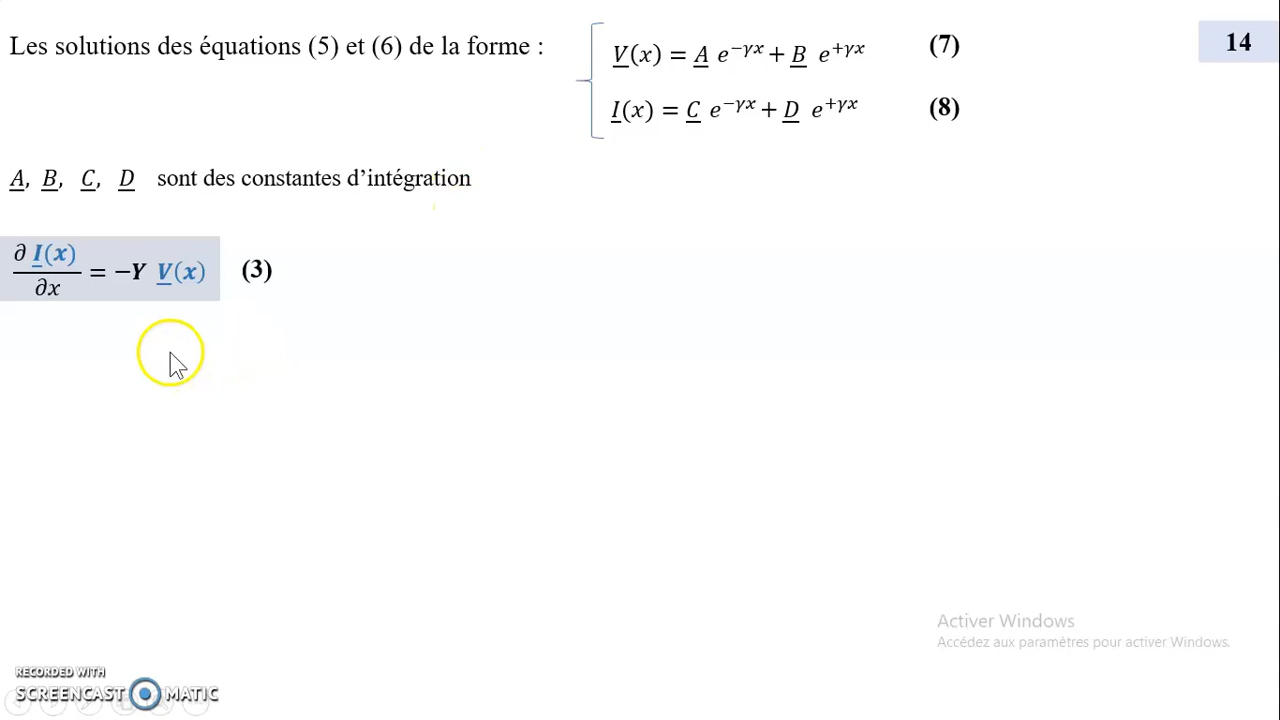 Les solutions des équations (5) et (6) de la forme :
V(x) = A e^{−γx} + B e^{+γx} (7)
I(x) = C e^{−γx} + D e^{+γx} (8)
14
A, B, C, D sont des constantes d’intégration
∂ I(x)
∂x
= −Y V(x) (3)
Activer Windows
Accédez aux paramètres pour activer Windows.
RECORDED WITH
SCREENCAST MATIC